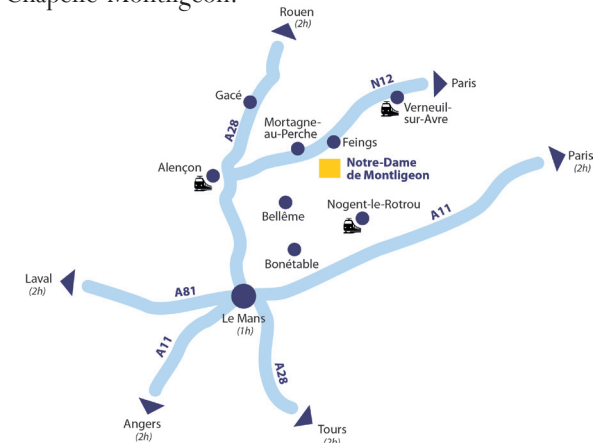 Chapelle-Montligeon.
Rouen
(2h)
N12
Paris
Gacé
Verneuil-
sur-Avre
A28
Mortagne-
au-Perche
Feings
Paris
(2h)
Alençon
Notre-Dame
de Montligeon
Nogent-le-Rotrou
A11
Bellême
Bonétable
Laval
(2h)
A81
Le Mans
(1h)
A11
A28
Angers
(2h)
Tours
(2h)